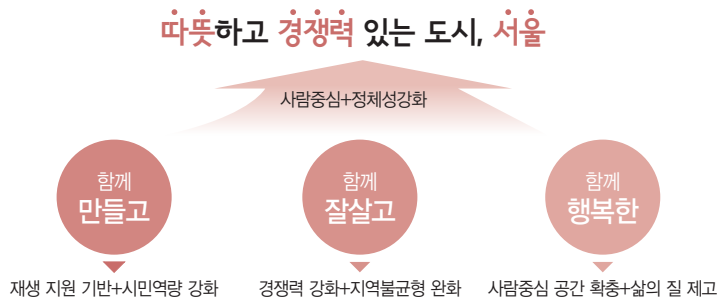 따뜻하고 경쟁력 있는 도시, 서울
사람중심+정체성강화
함께
만들고
함께
잘살고
함께
행복한
재생 지원 기반+시민역량 강화
경쟁력 강화+지역불균형 완화
사람중심 공간 확충+삶의 질 제고